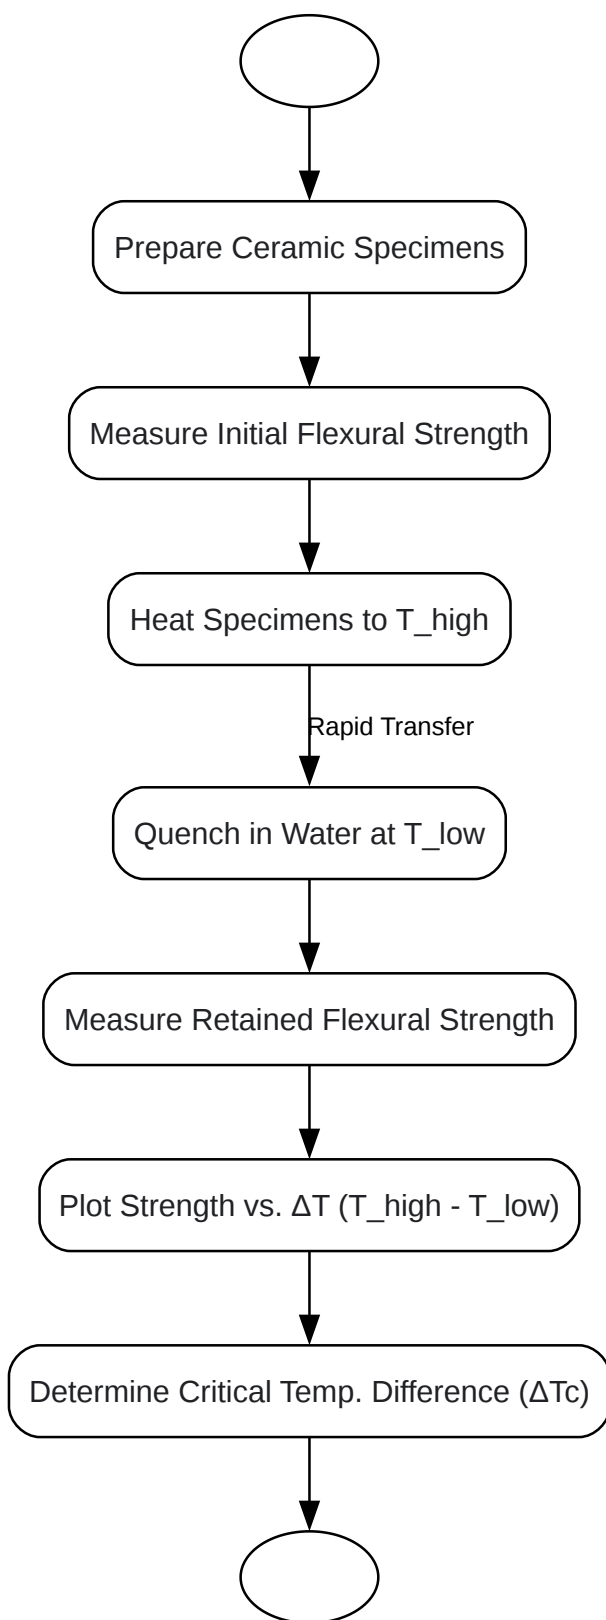 Prepare Ceramic Specimens
Measure Initial Flexural Strength
Heat Specimens to T_high
Rapid Transfer
Quench in Water at T_low
Measure Retained Flexural Strength
Plot Strength vs. ΔT (T_high - T_low)
Determine Critical Temp. Difference (ΔTc)